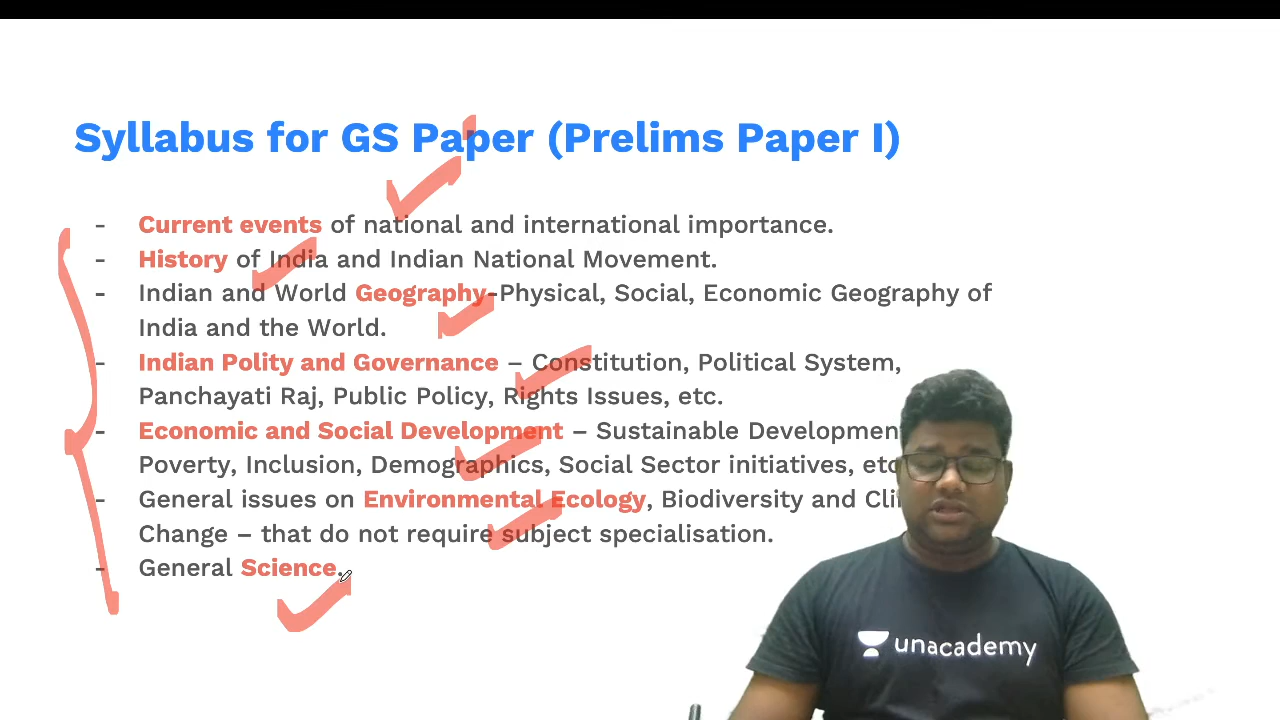 Syllabus for GS Paper (Prelims Paper I)
- Current events of national and international importance.
- History of India and Indian National Movement.
- Indian and World Geography-Physical, Social, Economic Geography of
India and the World.
- Indian Polity and Governance – Constitution, Political System,
Panchayati Raj, Public Policy, Rights Issues, etc.
- Economic and Social Development – Sustainable Developmen
Poverty, Inclusion, Demographics, Social Sector initiatives, etc
- General issues on Environmental Ecology, Biodiversity and Cli
Change – that do not require subject specialisation.
- General Science.
unacademy